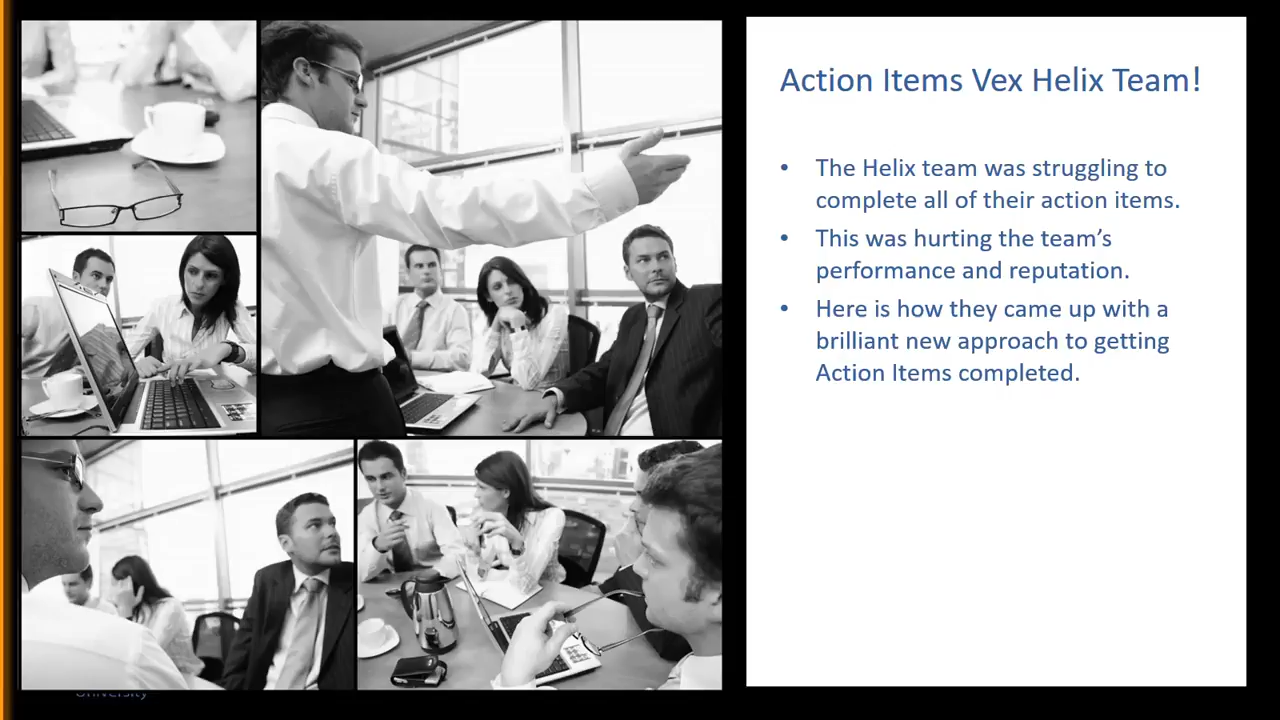 Action Items Vex Helix Team!
• The Helix team was struggling to
complete all of their action items.
• This was hurting the team’s
performance and reputation.
• Here is how they came up with a
brilliant new approach to getting
Action Items completed.
University